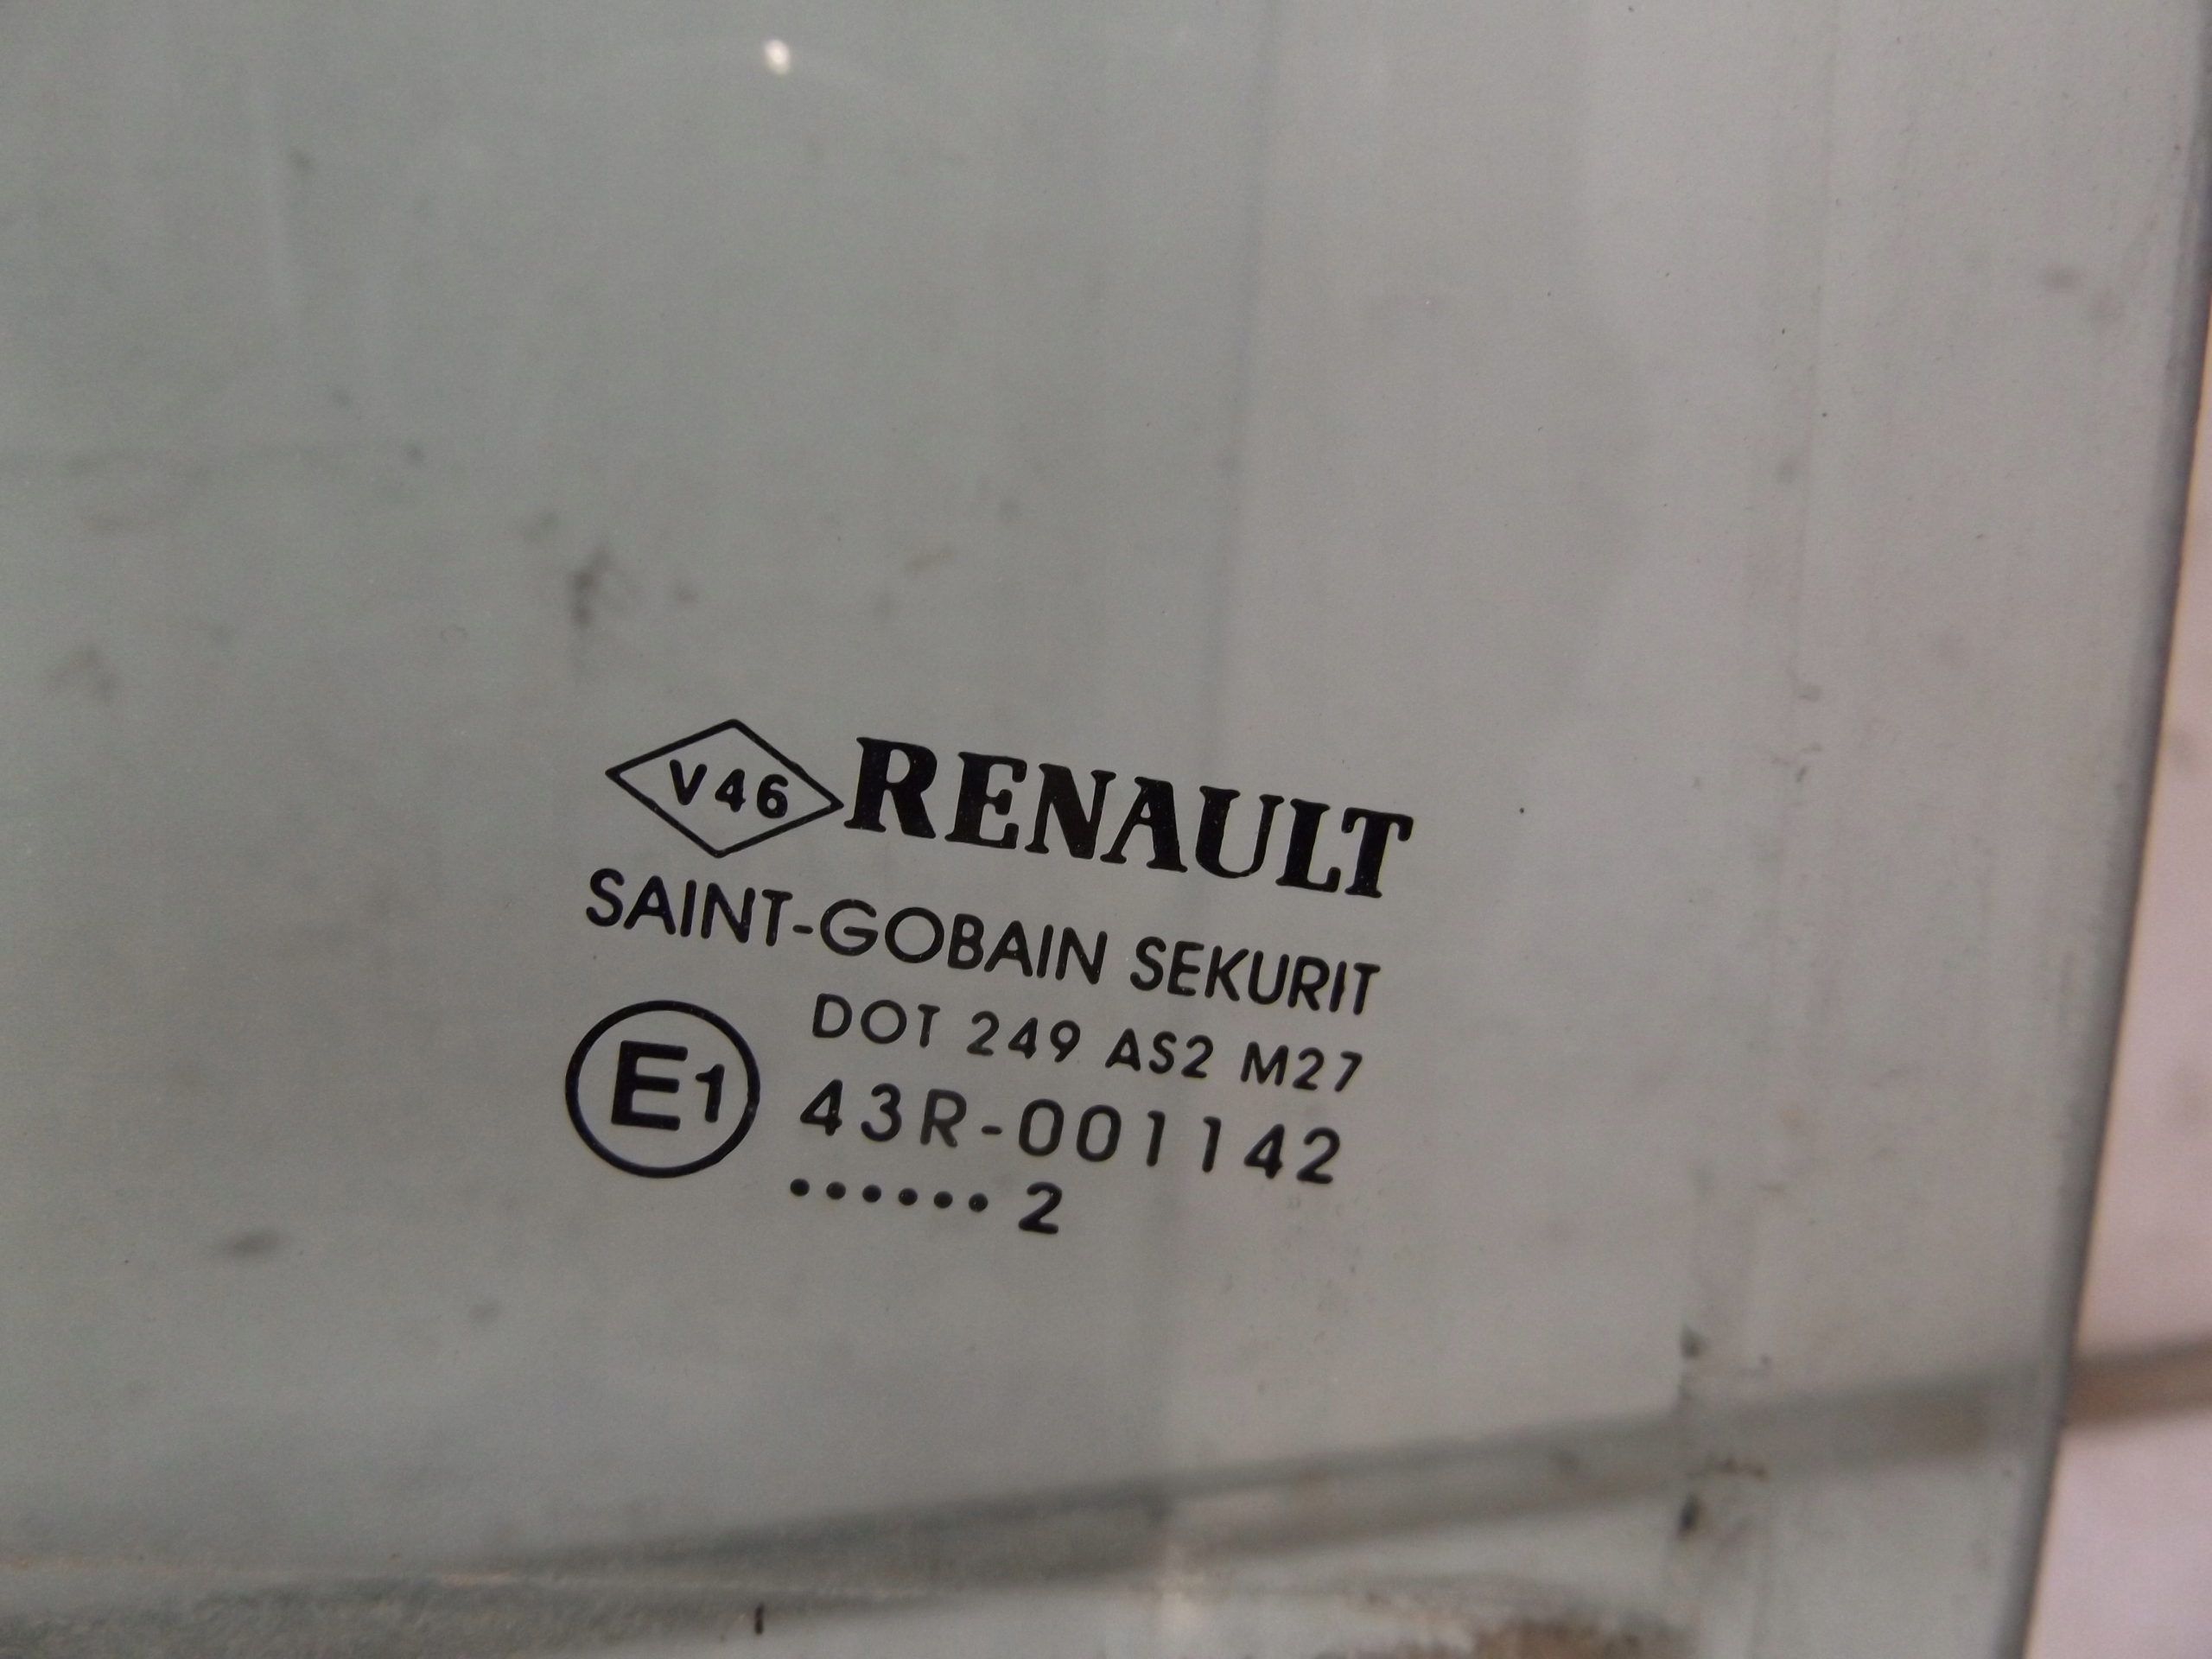 V46 RENAULT
SAINT-GOBAIN SEKURIT
DOT 249 AS2 M27
E1 43R-001142
•••••• 2